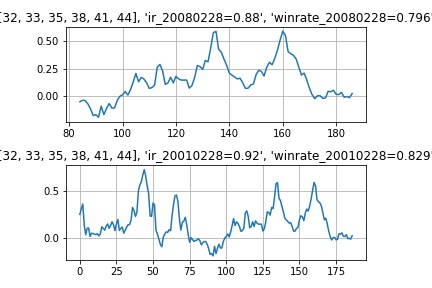 [32, 33, 35, 38, 41, 44], 'ir_20080228=0.88', 'winrate_20080228=0.796'
0.50
0.25
0.00
80 100 120 140 160 180
[32, 33, 35, 38, 41, 44], 'ir_20010228=0.92', 'winrate_20010228=0.829'
0.5
0.0
0 25 50 75 100 125 150 175